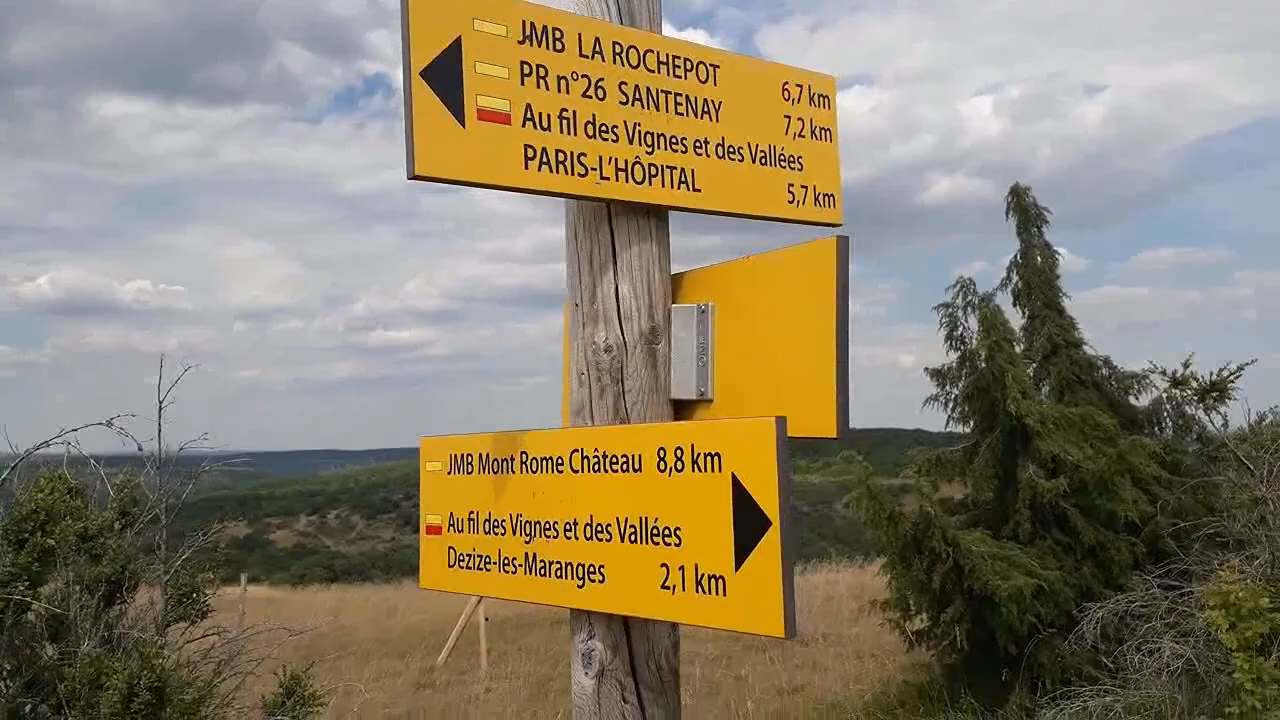 JMB LA ROCHEPOT 6,7 km
PR n°26 SANTENAY 7,2 km
Au fil des Vignes et des Vallées
PARIS-L'HÔPITAL 5,7 km
JMB Mont Rome Château 8,8 km
Au fil des Vignes et des Vallées
Dezize-les-Maranges 2,1 km